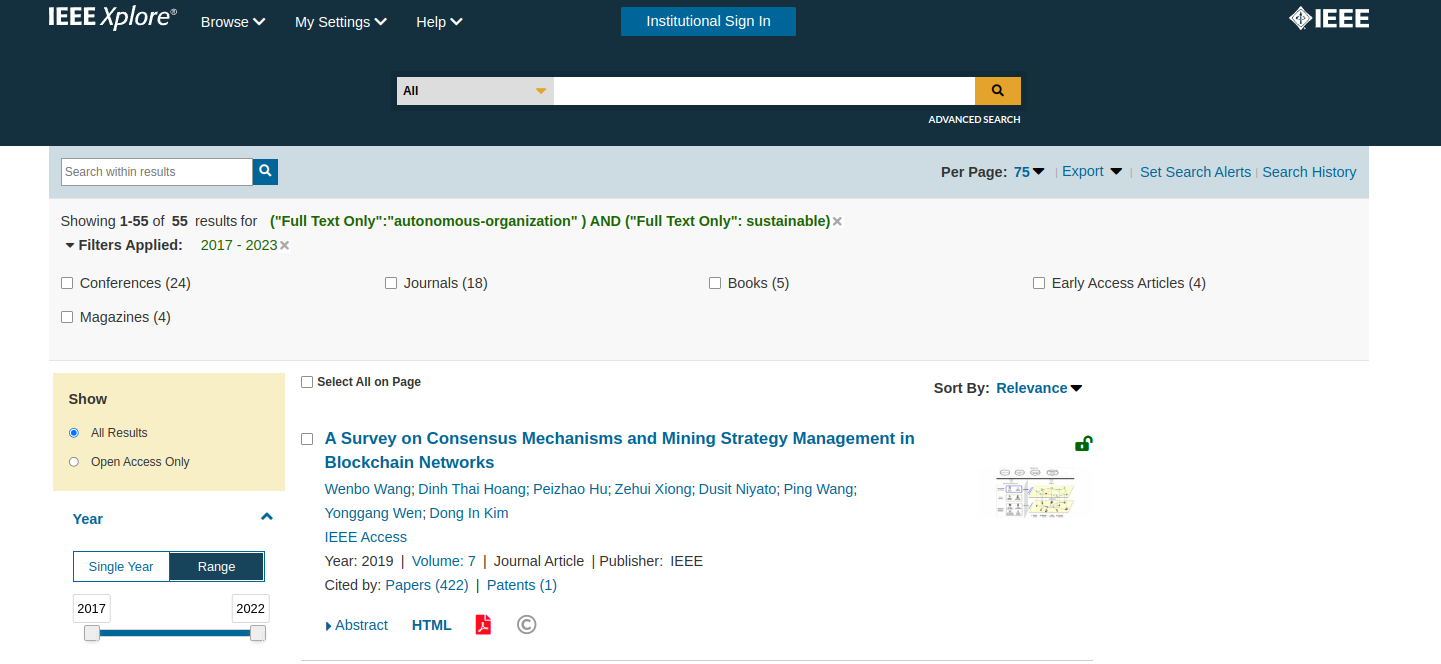 IEEE Xplore® Browse My Settings Help Institutional Sign In IEEE
All
ADVANCED SEARCH
Search within results Per Page: 75 | Export | Set Search Alerts | Search History
Showing 1-55 of 55 results for ("Full Text Only":"autonomous-organization" ) AND ("Full Text Only": sustainable)
Filters Applied: 2017 - 2023
Conferences (24) Journals (18) Books (5) Early Access Articles (4)
Magazines (4)
Select All on Page
Sort By: Relevance
Show
All Results
Open Access Only
Year
Single Year Range
2017 2022
A Survey on Consensus Mechanisms and Mining Strategy Management in
Blockchain Networks
Wenbo Wang; Dinh Thai Hoang; Peizhao Hu; Zehui Xiong; Dusit Niyato; Ping Wang;
Yonggang Wen; Dong In Kim
IEEE Access
Year: 2019 | Volume: 7 | Journal Article | Publisher: IEEE
Cited by: Papers (422) | Patents (1)
Abstract HTML ©